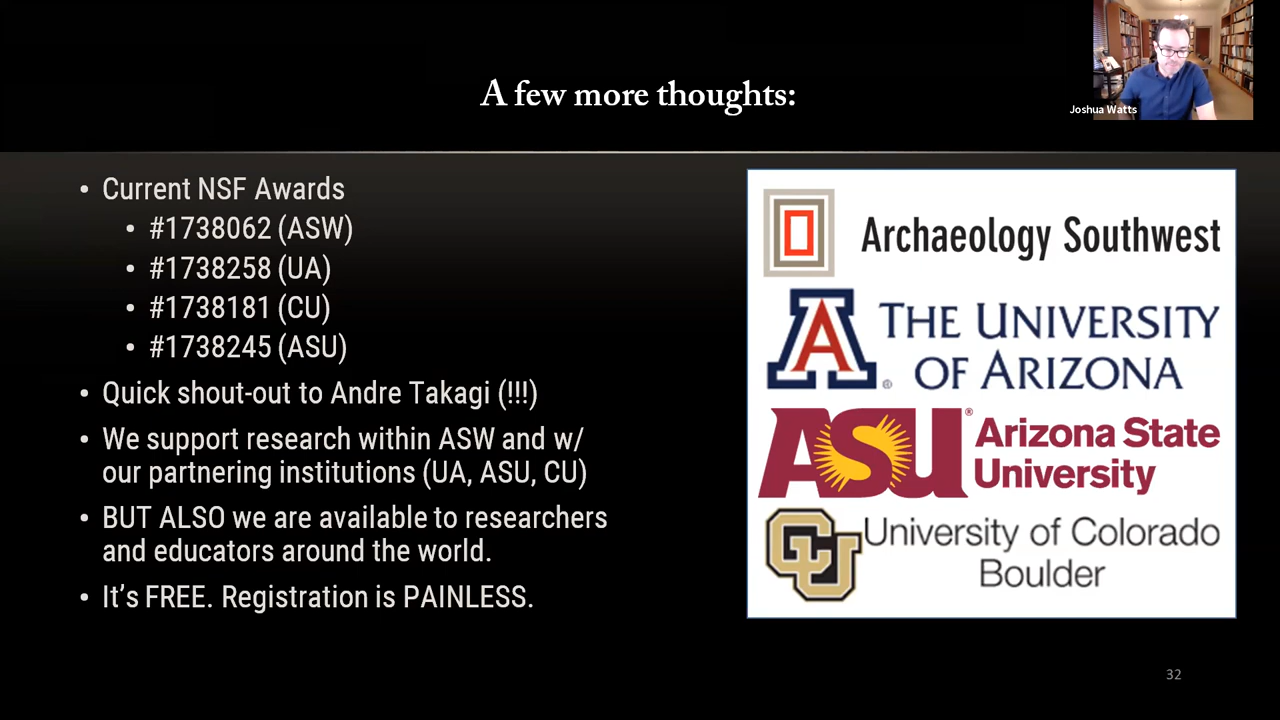 A few more thoughts:
Joshua Watts
• Current NSF Awards
• #1738062 (ASW)
• #1738258 (UA)
• #1738181 (CU)
• #1738245 (ASU)
• Quick shout-out to Andre Takagi (!!!)
• We support research within ASW and w/
our partnering institutions (UA, ASU, CU)
• BUT ALSO we are available to researchers
and educators around the world.
• It’s FREE. Registration is PAINLESS.
Archaeology Southwest
A ®
THE UNIVERSITY
OF ARIZONA
ASU ®
Arizona State
University
CU
University of Colorado
Boulder
32